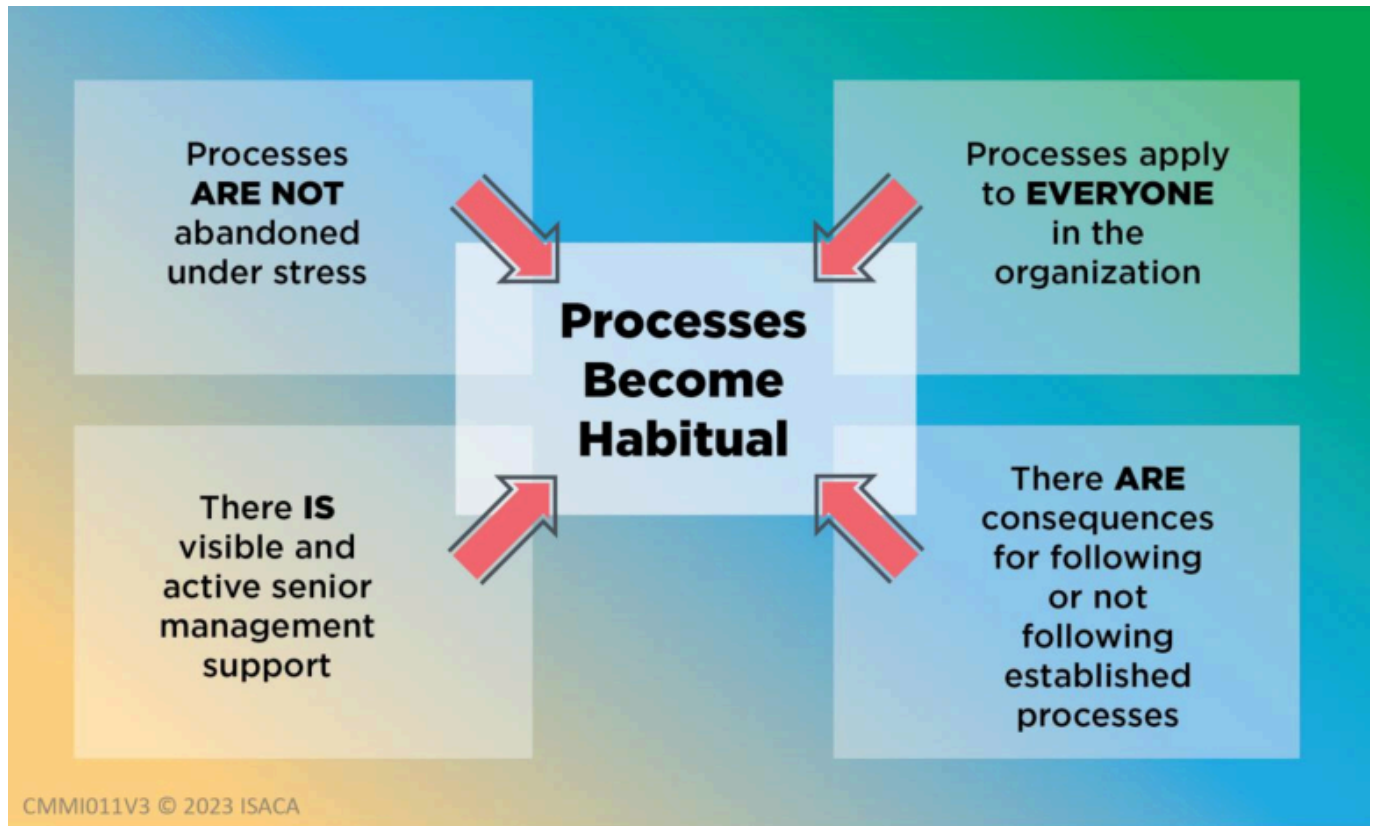 Processes
ARE NOT
abandoned
under stress
Processes apply
to EVERYONE
in the
organization
Processes
Become
Habitual
There IS
visible and
active senior
management
support
There ARE
consequences
for following
or not
following
established
processes
CMMI011V3 © 2023 ISACA